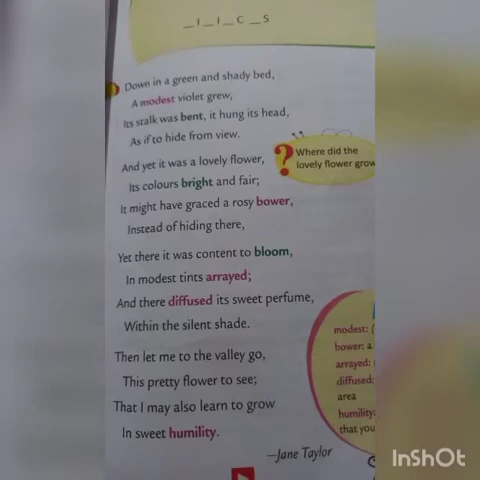 _ I _ I _ C _ S
Down in a green and shady bed,
A modest violet grew,
Its stalk was bent, it hung its head,
As if to hide from view.
? Where did the
lovely flower grow
And yet it was a lovely flower,
Its colours bright and fair;
It might have graced a rosy bower,
Instead of hiding there,
Yet there it was content to bloom,
In modest tints arrayed;
And there diffused its sweet perfume,
Within the silent shade.
Then let me to the valley go,
This pretty flower to see;
That I may also learn to grow
In sweet humility.
—Jane Taylor
modest: (
bower: a
arrayed:
diffused:
area
humility:
that you
InShOt